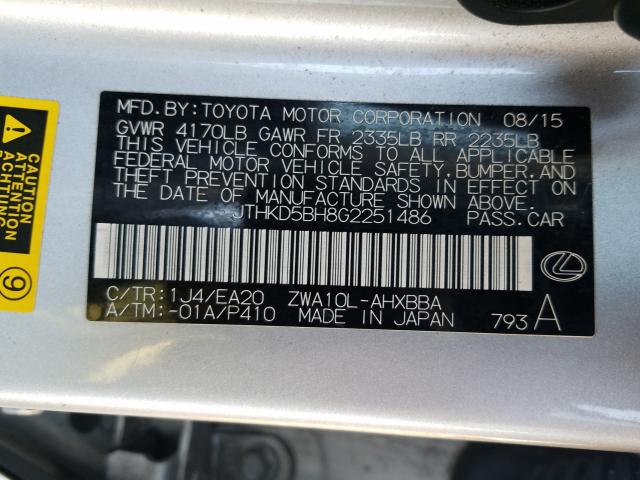 MFD. BY: TOYOTA MOTOR CORPORATION 08/15
GVWR 4170LB GAWR FR 2335LB RR 2235LB
THIS VEHICLE CONFORMS TO ALL APPLICABLE
FEDERAL MOTOR VEHICLE SAFETY, BUMPER, AND
THEFT PREVENTION STANDARDS IN EFFECT ON
THE DATE OF MANUFACTURE SHOWN ABOVE.
JTHKD5BH8G2251486 PASS. CAR
C/TR: 1J4/EA20 ZWA10L-AHXBBA
A/TM: -01A/P410 MADE IN JAPAN 793 A
CAUTION
9